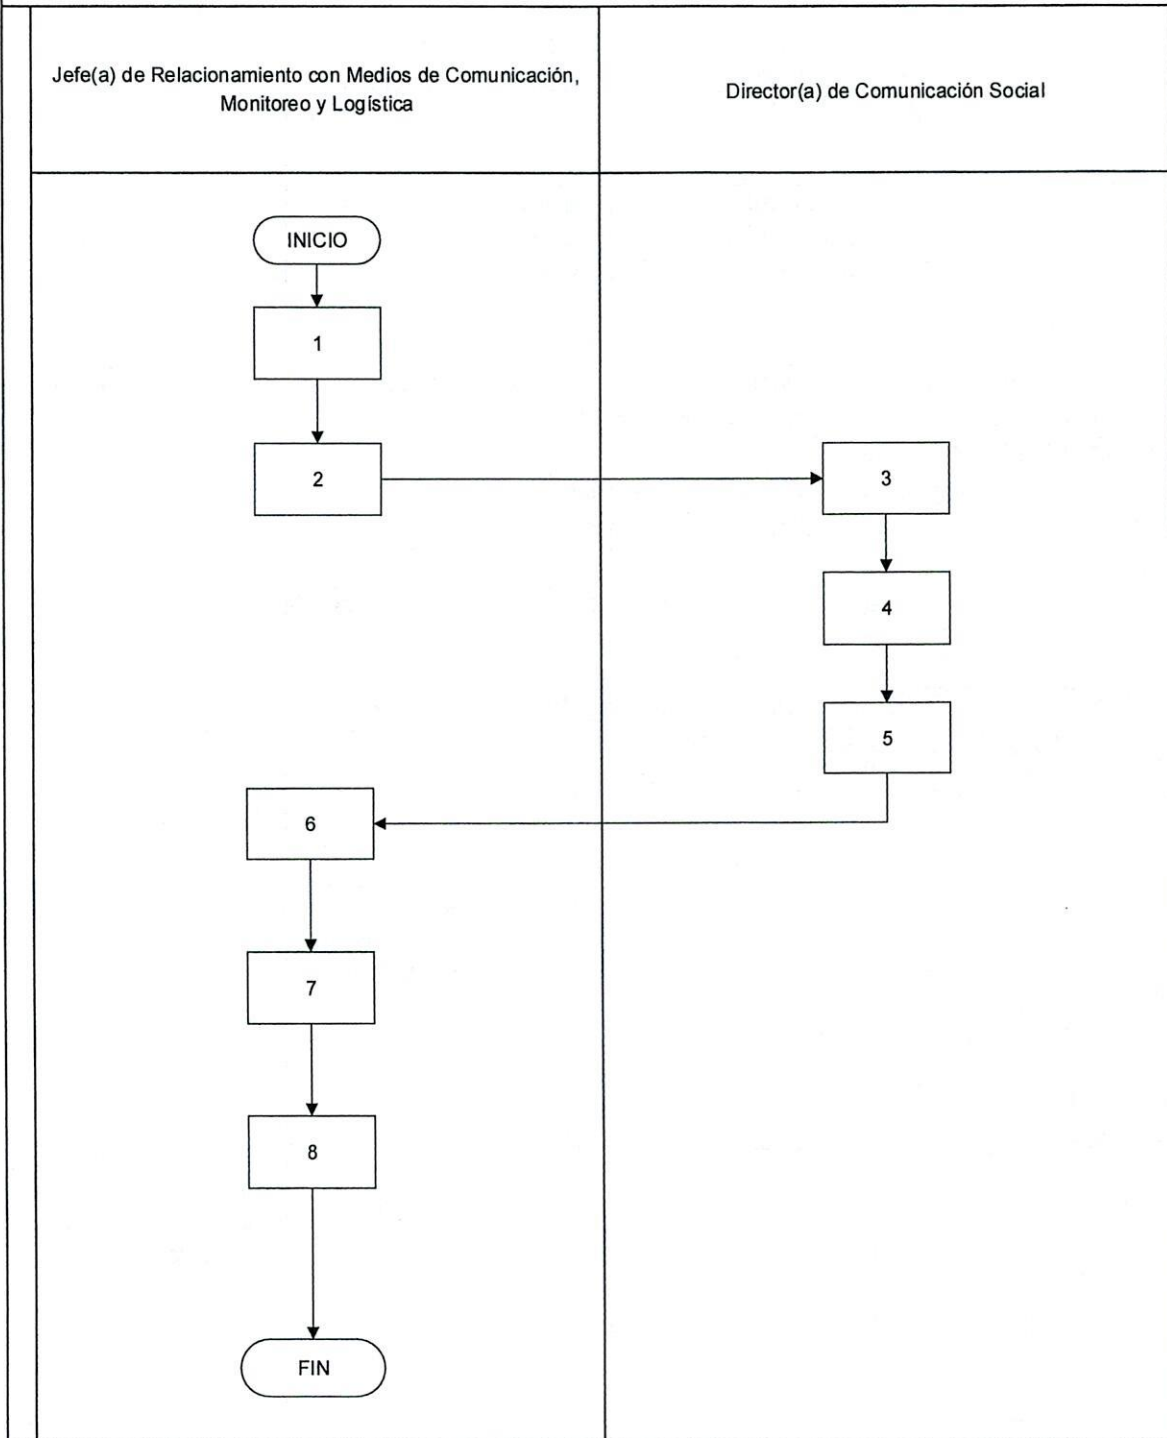 Jefe(a) de Relacionamiento con Medios de Comunicación,
Monitoreo y Logística
Director(a) de Comunicación Social
INICIO
1
2
3
4
5
6
7
8
FIN